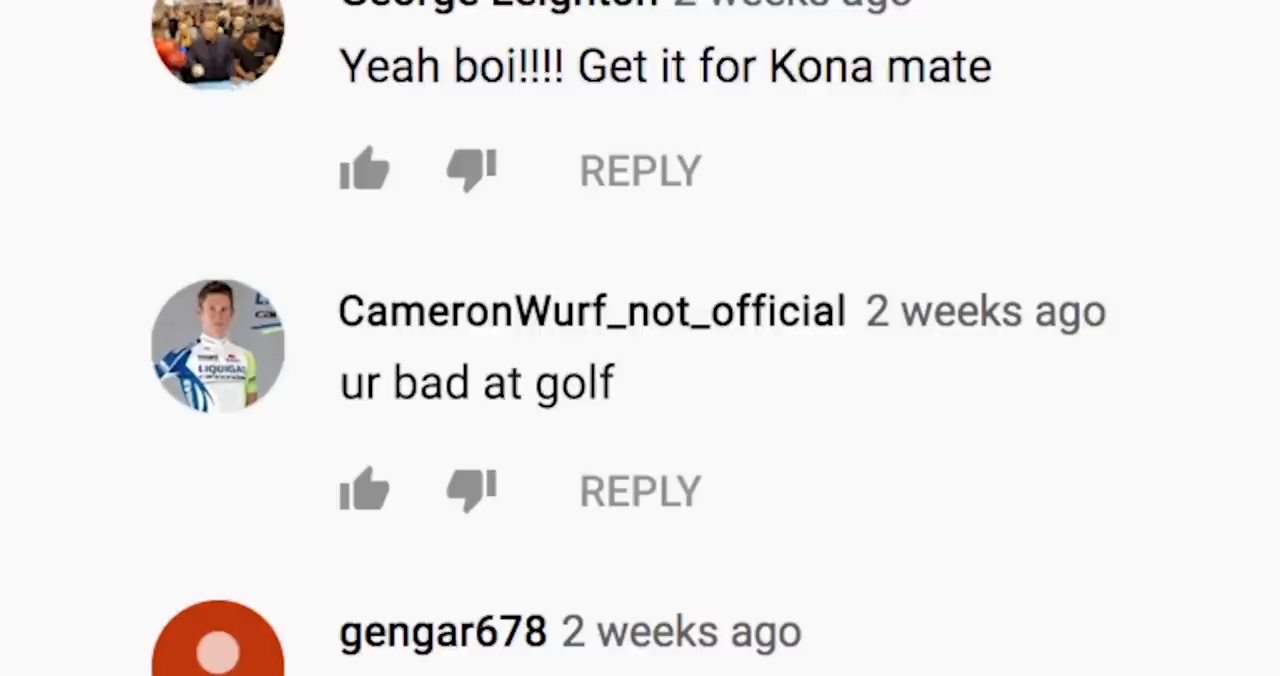 George Leighton 2 weeks ago
Yeah boi!!!! Get it for Kona mate
REPLY
CameronWurf_not_official 2 weeks ago
ur bad at golf
REPLY
gengar678 2 weeks ago
LIQUIGAS